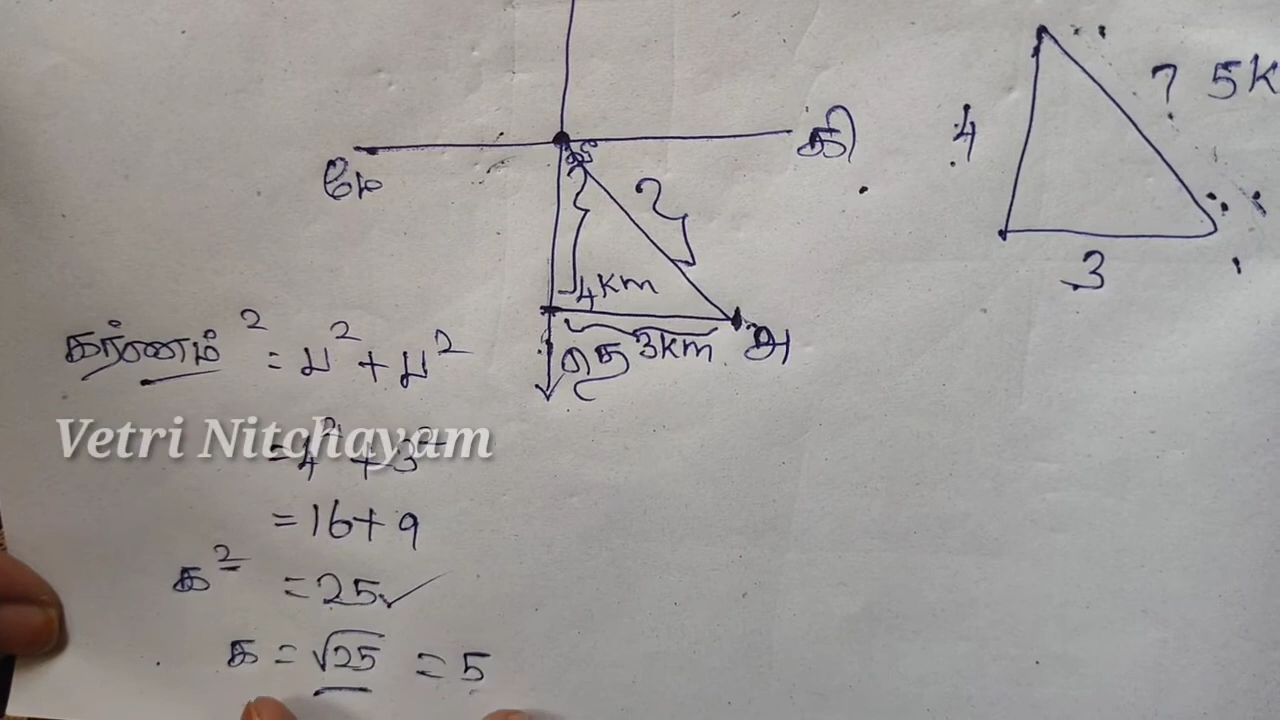 மே
கி
4
? 5K
3
?
4km
தெ 3km அ
கர்ணம்² = ப² + ப²
Vetri Nitchayam
= 4² + 3²
= 16 + 9
க² = 25 ✓
க = √25 = 5